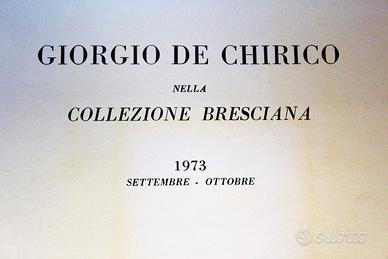 GIORGIO DE CHIRICO
NELLA
COLLEZIONE BRESCIANA
1973
SETTEMBRE - OTTOBRE
subito